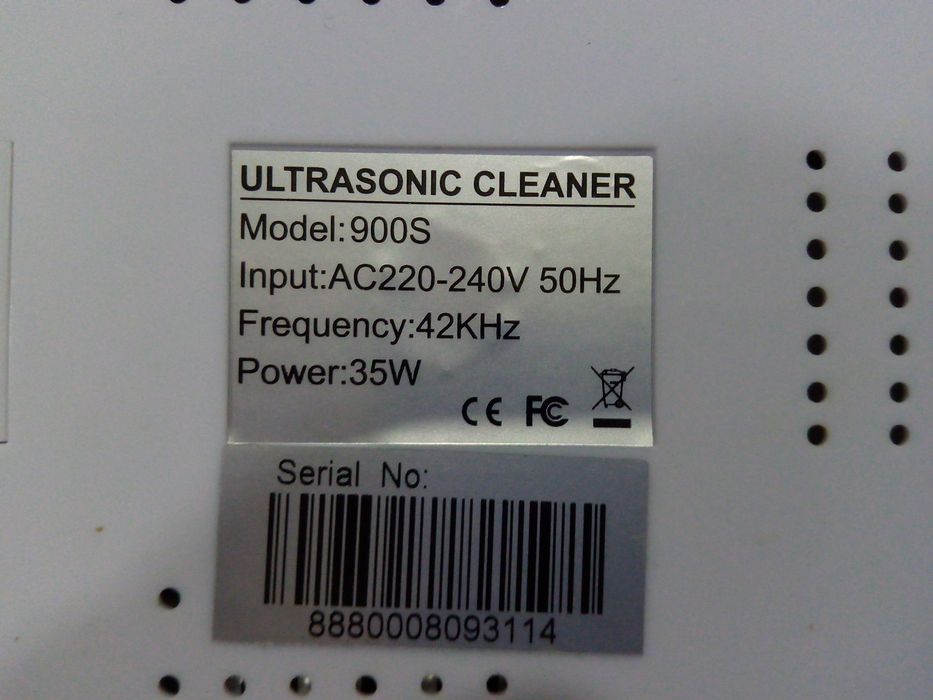 ULTRASONIC CLEANER
Model:900S
Input:AC220-240V 50Hz
Frequency:42KHz
Power:35W
CE FC
Serial No:
8880008093114